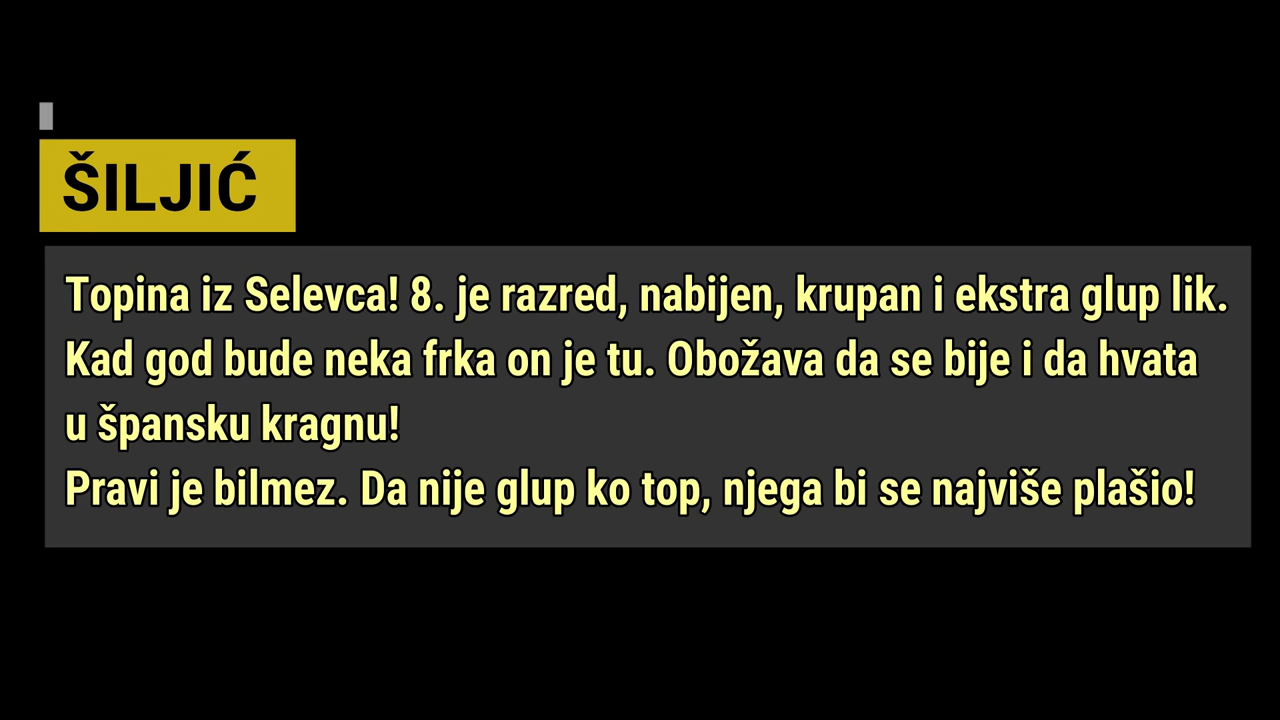 ŠILJIĆ
Topina iz Selevca! 8. je razred, nabijen, krupan i ekstra glup lik.
Kad god bude neka frka on je tu. Obožava da se bije i da hvata
u špansku kragnu!
Pravi je bilmez. Da nije glup ko top, njega bi se najviše plašio!